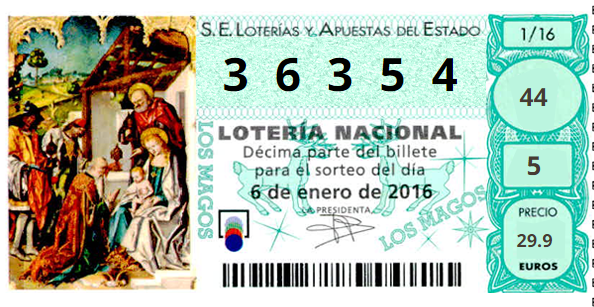 S.E. LOTERÍAS Y APUESTAS DEL ESTADO
3 6 3 5 4
LOTERÍA NACIONAL
Décima parte del billete
para el sorteo del día
6 de enero de 2016
LA PRESIDENTA,
LOS MAGOS
LOS MAGOS
1/16
44
5
PRECIO
29.9
EUROS